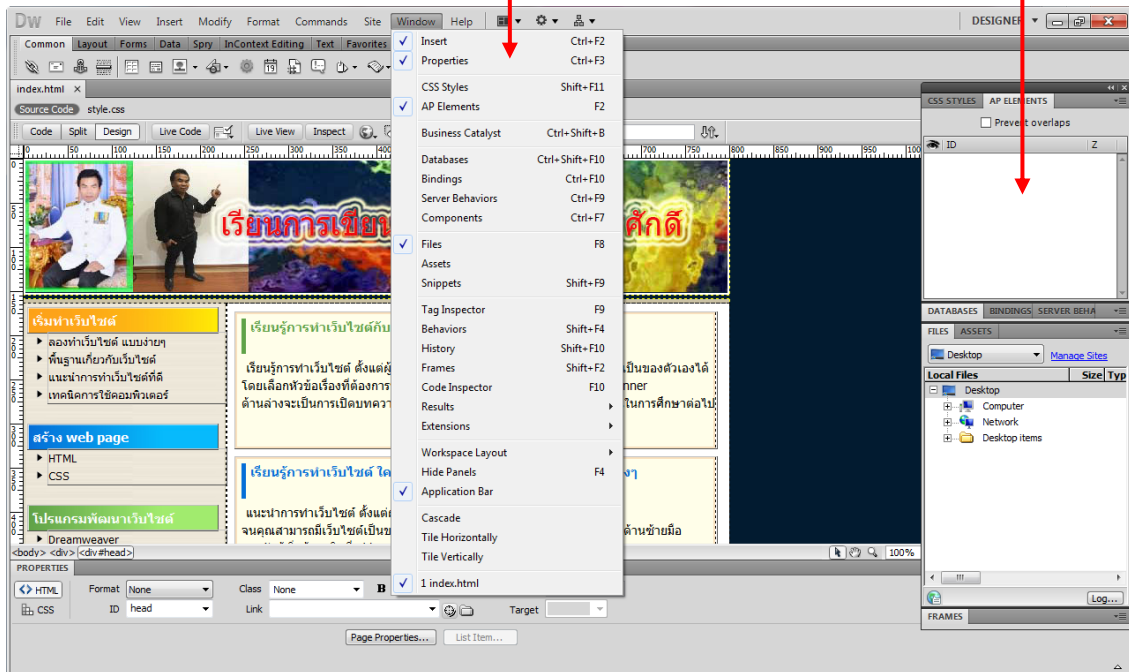 DW File Edit View Insert Modify Format Commands Site Window Help DESIGNER
Common Layout Forms Data Spry InContext Editing Text Favorites
index.html ×
Source Code style.css
Code Split Design Live Code Live View Inspect
0 50 100 150 200 250 300 350 400 700 750 800 850 900 950 100
Insert Ctrl+F2
Properties Ctrl+F3
CSS Styles Shift+F11
AP Elements F2
Business Catalyst Ctrl+Shift+B
Databases Ctrl+Shift+F10
Bindings Ctrl+F10
Server Behaviors Ctrl+F9
Components Ctrl+F7
Files F8
Assets
Snippets Shift+F9
Tag Inspector F9
Behaviors Shift+F4
History Shift+F10
Frames Shift+F2
Code Inspector F10
Results
Extensions
Workspace Layout
Hide Panels F4
Application Bar
Cascade
Tile Horizontally
Tile Vertically
1 index.html
เรียนการเขียน ศักดิ์
เริ่มทำเว็บไซต์
ลองทำเว็บไซต์ แบบง่ายๆ
พื้นฐานเกี่ยวกับเว็บไซต์
แนะนำการทำเว็บไซต์ที่ดี
เทคนิคการใช้คอมพิวเตอร์
สร้าง web page
HTML
CSS
โปรแกรมพัฒนาเว็บไซต์
Dreamweaver
เรียนรู้การทำเว็บไซต์กับ
เรียนรู้การทำเว็บไซต์ ตั้งแต่ผู้ เป็นของตัวเองได้
โดยเลือกหัวข้อเรื่องที่ต้องการ nner
ด้านล่างจะเป็นการเปิดบทความ ในการศึกษาต่อไป
เรียนรู้การทำเว็บไซต์ ใด งๆ
แนะนำการทำเว็บไซต์ ตั้งแต่
จนคุณสามารถมีเว็บไซต์เป็นข ด้านซ้ายมือ
<body> <div> <div#head> 100%
PROPERTIES
HTML Format None Class None B
CSS ID head Link Target
Page Properties... List Item...
CSS STYLES AP ELEMENTS
Prevent overlaps
ID Z
DATABASES BINDINGS SERVER BEHA
FILES ASSETS
Desktop Manage Sites
Local Files Size Typ
Desktop
Computer
Network
Desktop items
Log...
FRAMES